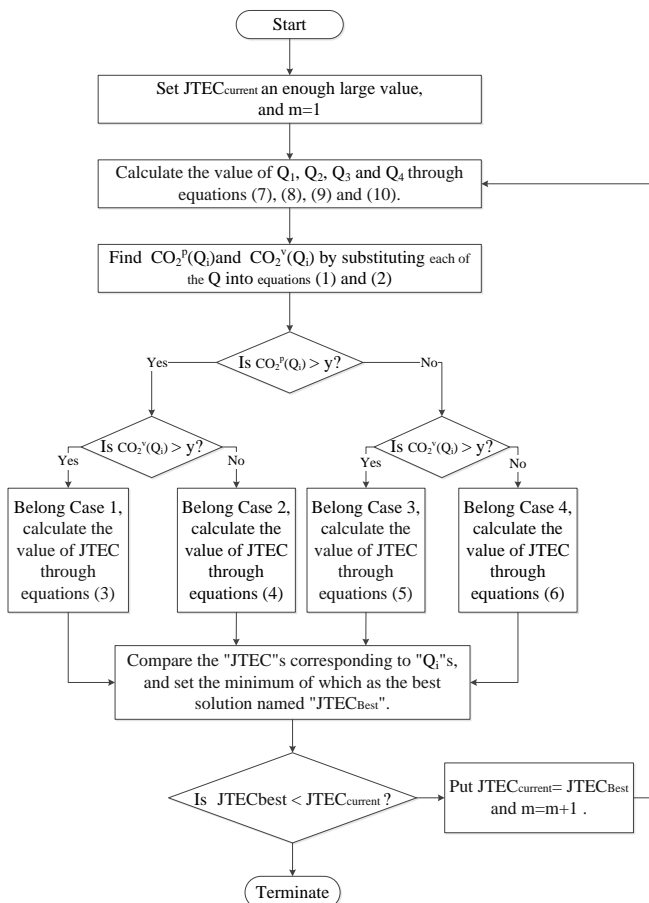 Start
Set JTECcurrent an enough large value,
and m=1
Calculate the value of Q₁, Q₂, Q₃ and Q₄ through
equations (7), (8), (9) and (10).
Find CO₂ᵖ(Qᵢ)and CO₂ᵛ(Qᵢ) by substituting each of
the Q into equations (1) and (2)
Is CO₂ᵖ(Qᵢ) > y?
Yes
No
Is CO₂ᵛ(Qᵢ) > y?
Is CO₂ᵛ(Qᵢ) > y?
Yes
No
Yes
No
Belong Case 1,
calculate the
value of JTEC
through
equations (3)
Belong Case 2,
calculate the
value of JTEC
through
equations (4)
Belong Case 3,
calculate the
value of JTEC
through
equations (5)
Belong Case 4,
calculate the
value of JTEC
through
equations (6)
Compare the "JTEC"s corresponding to "Qᵢ"s,
and set the minimum of which as the best
solution named "JTECBest".
Is JTECbest < JTECcurrent ?
Put JTECcurrent= JTECBest
and m=m+1 .
Terminate